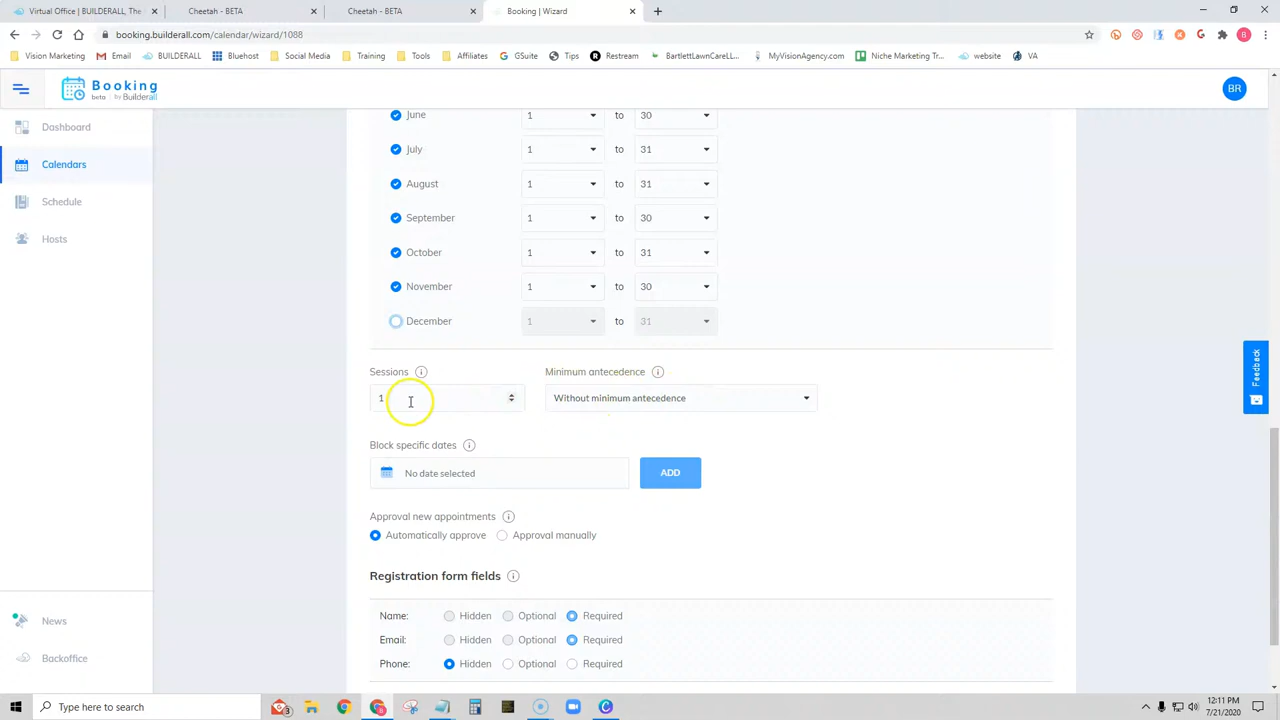 Virtual Office | BUILDERALL, The
Cheetah - BETA
Cheetah - BETA
Booking | Wizard
booking.builderall.com/calendar/wizard/1088
B
Vision Marketing
Email
BUILDERALL
Bluehost
Social Media
Training
Tools
Affiliates
GSuite
Tips
Restream
BartlettLawnCareLL...
MyVisionAgency.com
Niche Marketing Tr...
website
VA
Booking
beta by Builderall
BR
Dashboard
Calendars
Schedule
Hosts
News
Backoffice
June 1 to 30
July 1 to 31
August 1 to 31
September 1 to 30
October 1 to 31
November 1 to 30
December 1 to 31
Sessions
Minimum antecedence
1
Without minimum antecedence
Block specific dates
No date selected
ADD
Approval new appointments
Automatically approve
Approval manually
Registration form fields
Name: Hidden Optional Required
Email: Hidden Optional Required
Phone: Hidden Optional Required
Feedback
Type here to search
3
12:11 PM
7/21/2020